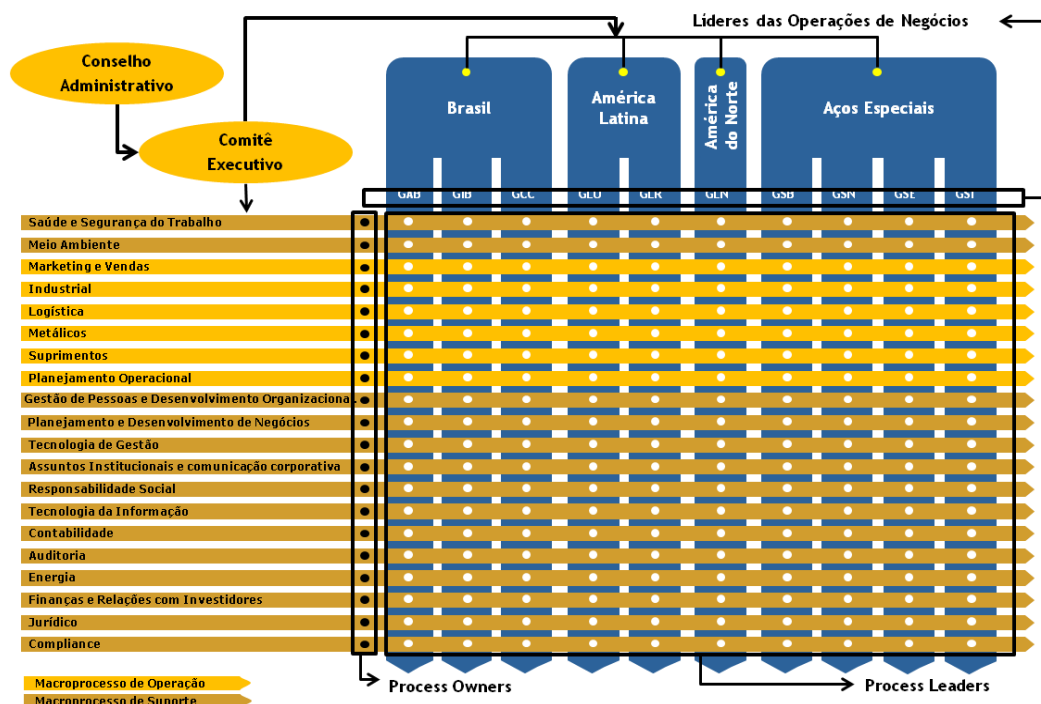 Líderes das Operações de Negócios
Conselho
Administrativo
Comitê
Executivo
Brasil
América
Latina
América
do Norte
Aços Especiais
GAB GIB GCC GLU GLR GLN GSB GSN GSE GST
Saúde e Segurança do Trabalho
Meio Ambiente
Marketing e Vendas
Industrial
Logística
Metálicos
Suprimentos
Planejamento Operacional
Gestão de Pessoas e Desenvolvimento Organizacional
Planejamento e Desenvolvimento de Negócios
Tecnologia de Gestão
Assuntos Institucionais e comunicação corporativa
Responsabilidade Social
Tecnologia da Informação
Contabilidade
Auditoria
Energia
Finanças e Relações com Investidores
Jurídico
Compliance
Process Owners
Process Leaders
Macroprocesso de Operação
Macroprocesso de Suporte